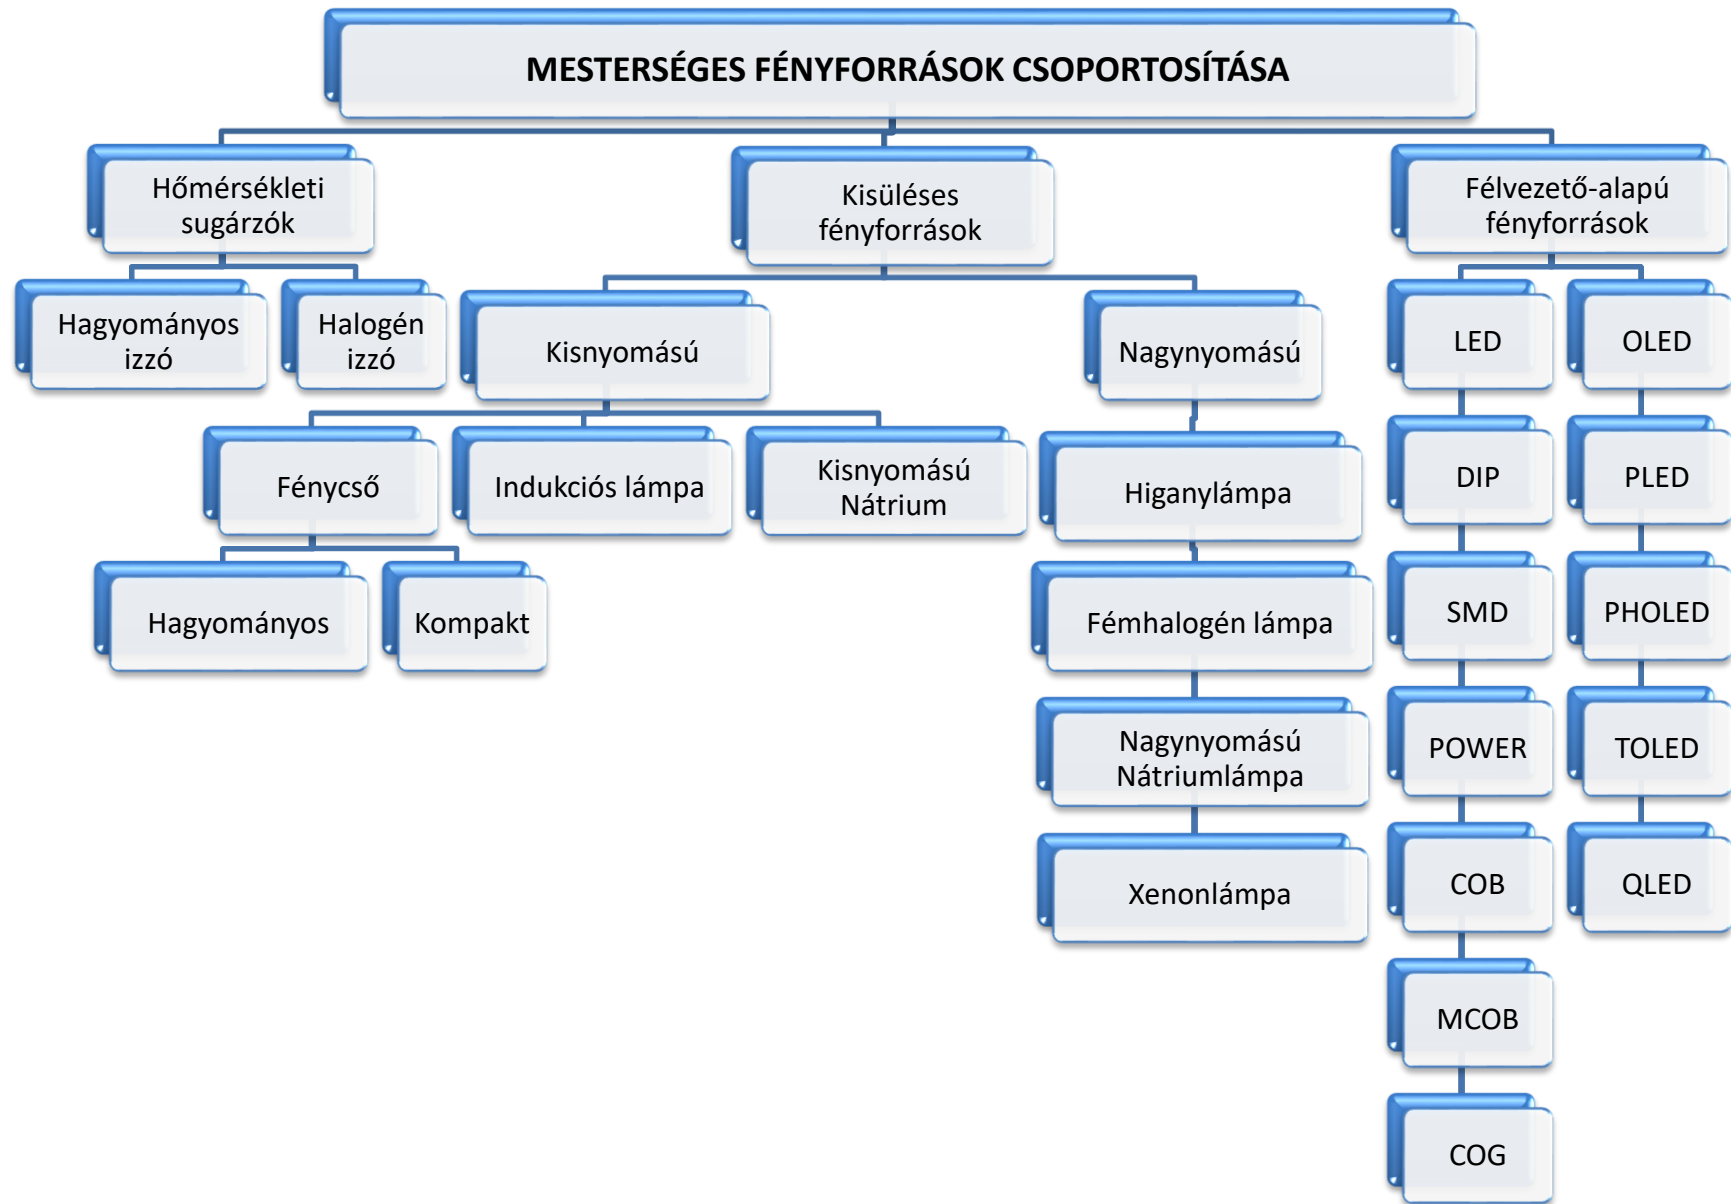 MESTERSÉGES FÉNYFORRÁSOK CSOPORTOSÍTÁSA
Hőmérsékleti
sugárzók
Hagyományos
izzó
Halogén
izzó
Kisüléses
fényforrások
Kisnyomású
Fénycső
Hagyományos
Kompakt
Indukciós lámpa
Kisnyomású
Nátrium
Nagynyomású
Higanylámpa
Fémhalogén lámpa
Nagynyomású
Nátriumlámpa
Xenonlámpa
Félvezető-alapú
fényforrások
LED
DIP
SMD
POWER
COB
MCOB
COG
OLED
PLED
PHOLED
TOLED
QLED